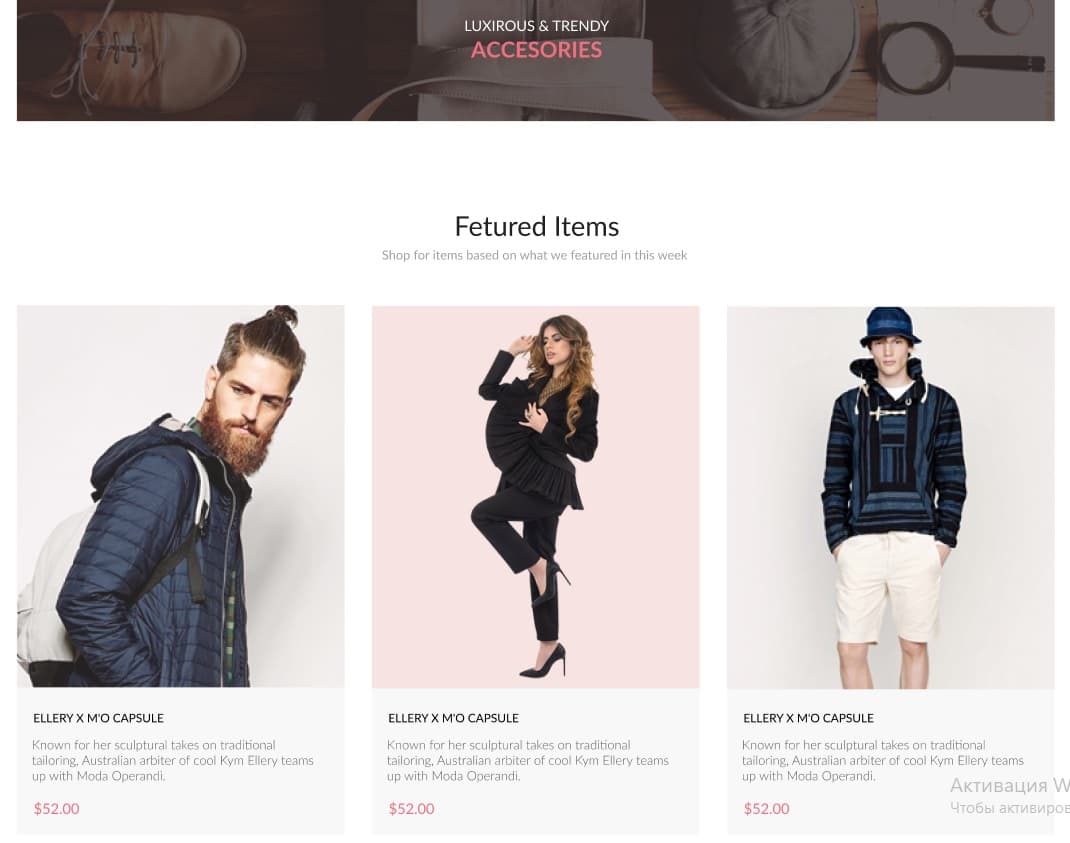 LUXIROUS & TRENDY
ACCESORIES
Fetured Items
Shop for items based on what we featured in this week
ELLERY X M'O CAPSULE
Known for her sculptural takes on traditional
tailoring, Australian arbiter of cool Kym Ellery teams
up with Moda Operandi.
$52.00
ELLERY X M'O CAPSULE
Known for her sculptural takes on traditional
tailoring, Australian arbiter of cool Kym Ellery teams
up with Moda Operandi.
$52.00
ELLERY X M'O CAPSULE
Known for her sculptural takes on traditional
tailoring, Australian arbiter of cool Kym Ellery teams
up with Moda Operandi.
$52.00
Активация W
Чтобы активиров